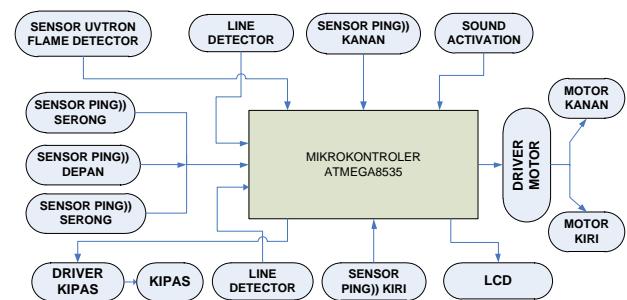 SENSOR UVTRON
FLAME DETECTOR
LINE
DETECTOR
SENSOR PING))
KANAN
SOUND
ACTIVATION
SENSOR PING))
SERONG
SENSOR PING))
DEPAN
SENSOR PING))
SERONG
MIKROKONTROLER
ATMEGA8535
DRIVER
MOTOR
MOTOR
KANAN
MOTOR
KIRI
DRIVER
KIPAS
KIPAS
LINE
DETECTOR
SENSOR
PING)) KIRI
LCD